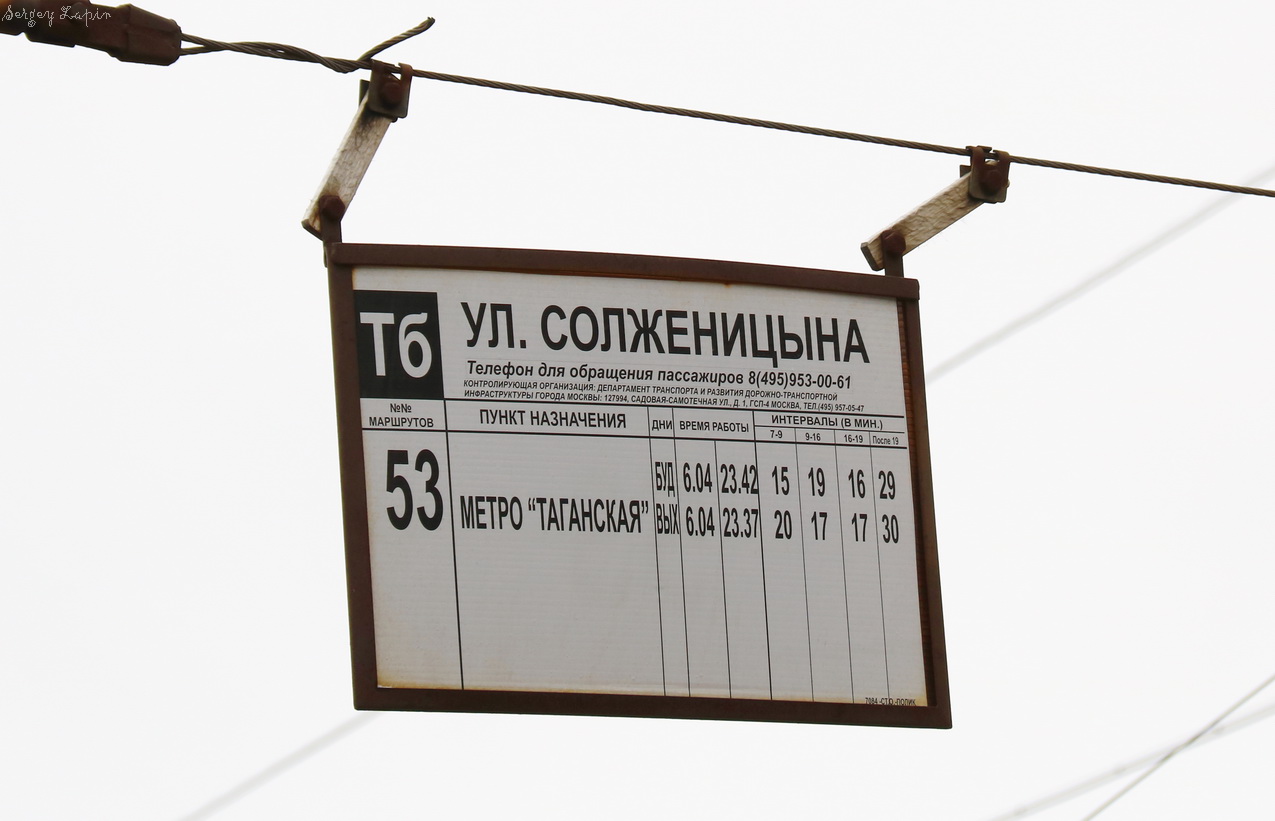 Sergey Lapin
Тб
УЛ. СОЛЖЕНИЦЫНА
Телефон для обращения пассажиров 8(495)953-00-61
КОНТРОЛИРУЮЩАЯ ОРГАНИЗАЦИЯ: ДЕПАРТАМЕНТ ТРАНСПОРТА И РАЗВИТИЯ ДОРОЖНО-ТРАНСПОРТНОЙ
ИНФРАСТРУКТУРЫ ГОРОДА МОСКВЫ: 127994, САДОВАЯ-САМОТЕЧНАЯ УЛ., Д. 1, ГСП-4 МОСКВА, ТЕЛ.(495) 957-05-47
№№ МАРШРУТОВ ПУНКТ НАЗНАЧЕНИЯ ДНИ ВРЕМЯ РАБОТЫ ИНТЕРВАЛЫ (В МИН.)
7-9 9-16 16-19 После 19
53 МЕТРО “ТАГАНСКАЯ”
БУД 6.04 23.42 15 19 16 29
ВЫХ 6.04 23.37 20 17 17 30